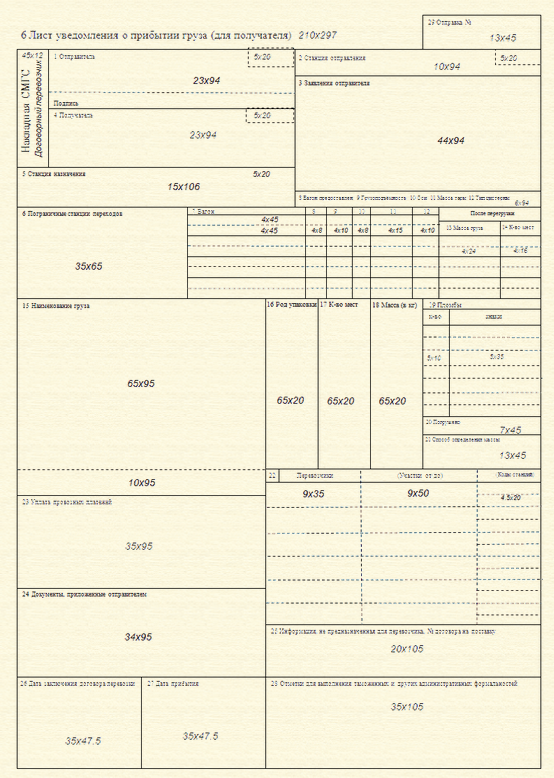 29 Отправка №
13x45
6 Лист уведомления о прибытии груза (для получателя) 210x297
45x12
Накладная СМГС
Договорный перевозчик
1 Отправитель
5x20
23x94
Подпись
2 Станция отправления
5x20
10x94
3 Заявления отправителя
44x94
4 Получатель
5x20
23x94
5 Станция назначения
5x20
15x106
8 Вагон предоставлен 9 Грузоподъёмность 10 Оси 11 Масса тары 12 Тип цистерны
6x94
6 Пограничные станции переходов
35x65
7 Вагон
8 9 10 11 12
После перегрузки
4x45
13 Масса груза
14 К-во мест
4x45 4x8 4x10 4x8 4x15 4x10
4x24 4x16
15 Наименование груза
65x95
10x95
16 Род упаковки
65x20
17 К-во мест
65x20
18 Масса (в кг)
65x20
19 Пломбы
К-во
знаки
5x10
5x35
20 Погружено
7x45
21 Способ определения массы
13x45
22 Перевозчики (Участки от до) (Коды станций)
9x35 9x50 4.5x20
23 Уплата провозных платежей
35x95
24 Документы, приложенные отправителем
34x95
25 Информация, не предназначенная для перевозчика, № договора на поставку
20x105
26 Дата заключения договора перевозки
35x47.5
27 Дата прибытия
35x47.5
28 Отметки для выполнения таможенных и других административных формальностей
35x105